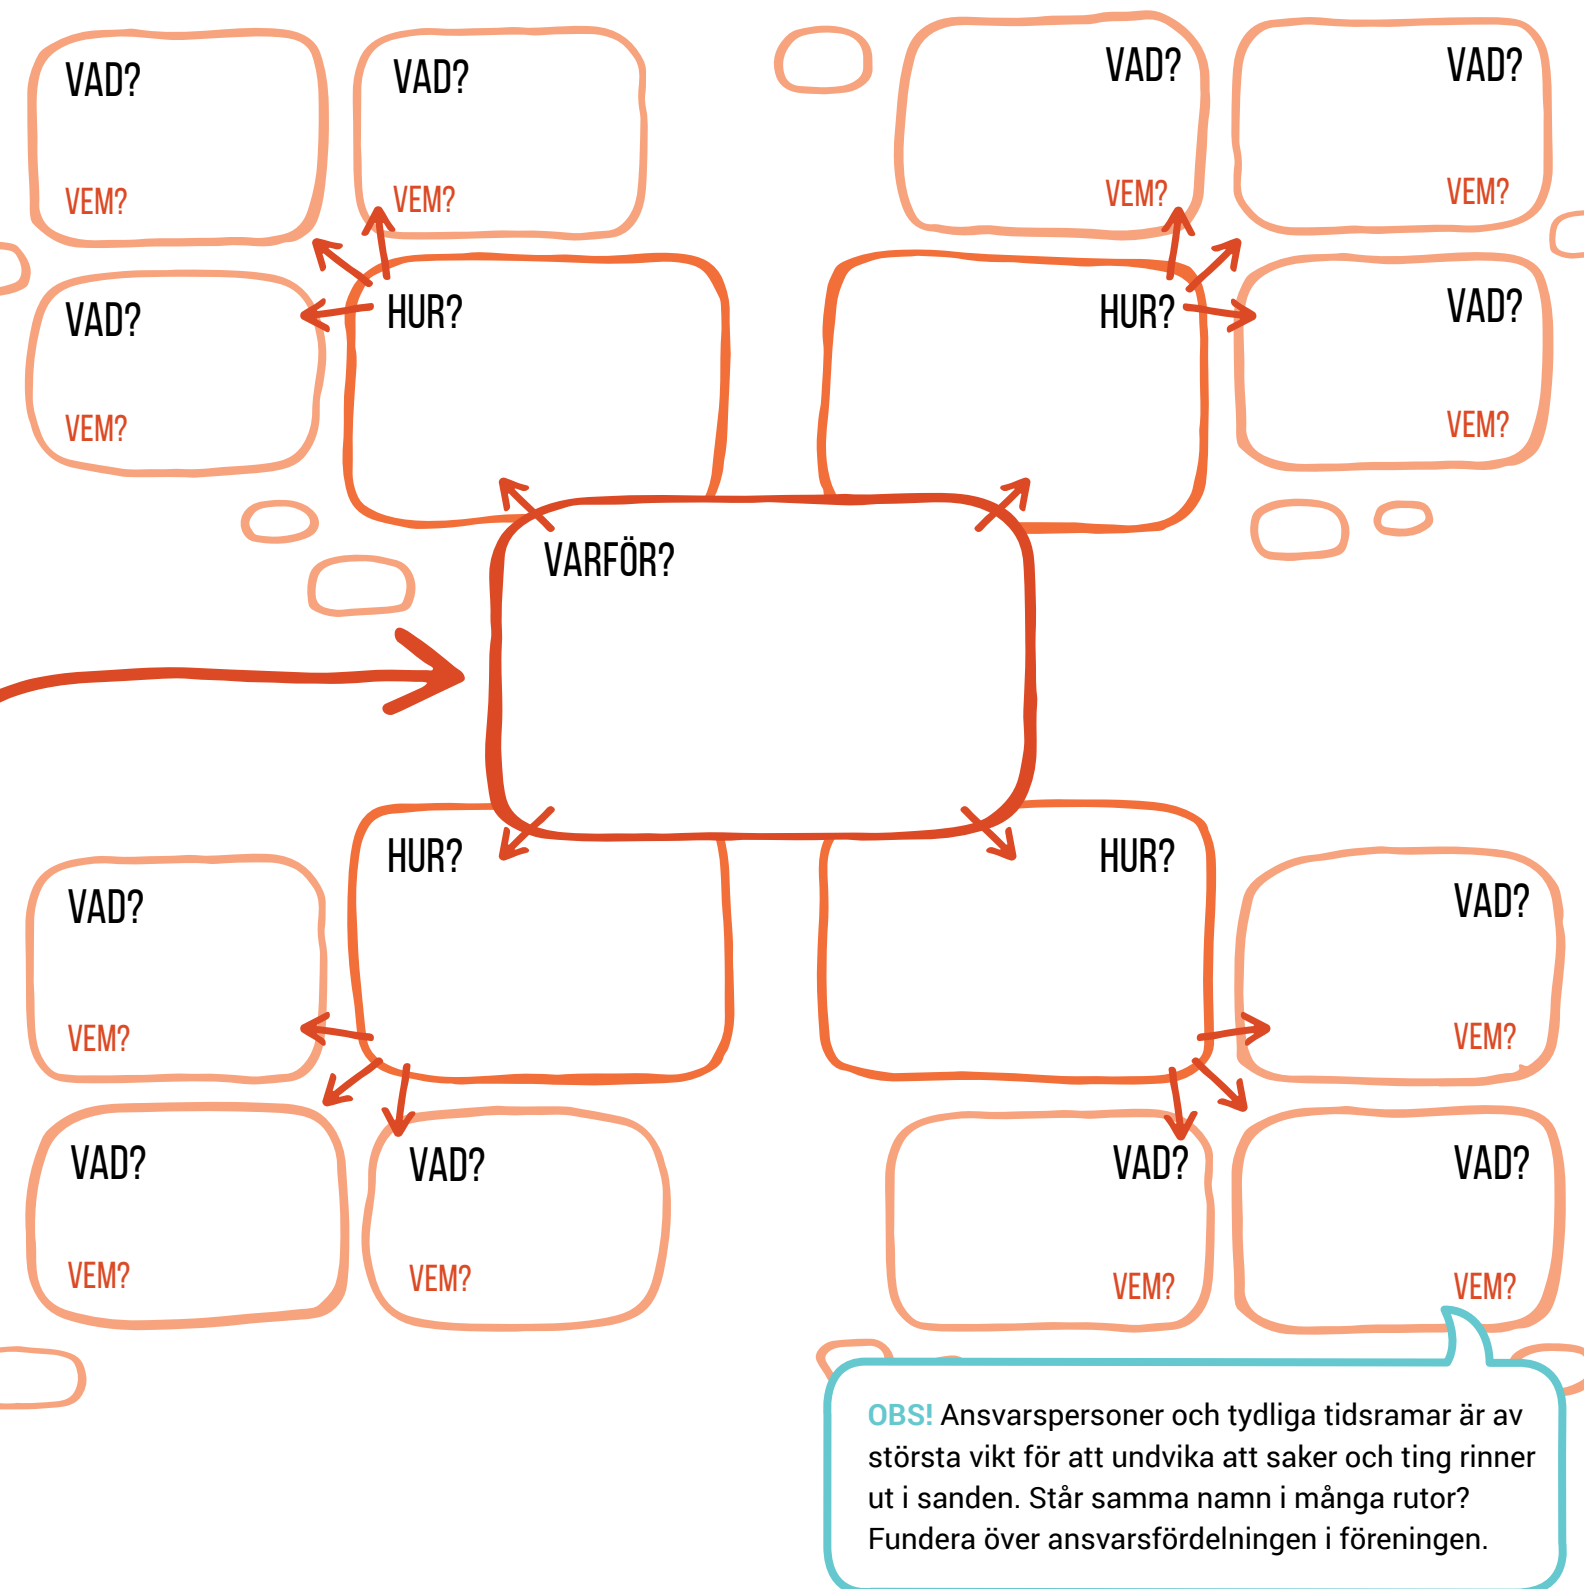 VAD?
VAD?
VAD?
VAD?
VEM?
VEM?
VEM?
VEM?
VAD?
HUR?
HUR?
VAD?
VEM?
VEM?
VARFÖR?
HUR?
HUR?
VAD?
VAD?
VEM?
VEM?
VAD?
VAD?
VAD?
VAD?
VEM?
VEM?
VEM?
VEM?
OBS! Ansvarspersoner och tydliga tidsramar är av
största vikt för att undvika att saker och ting rinner
ut i sanden. Står samma namn i många rutor?
Fundera över ansvarsfördelningen i föreningen.